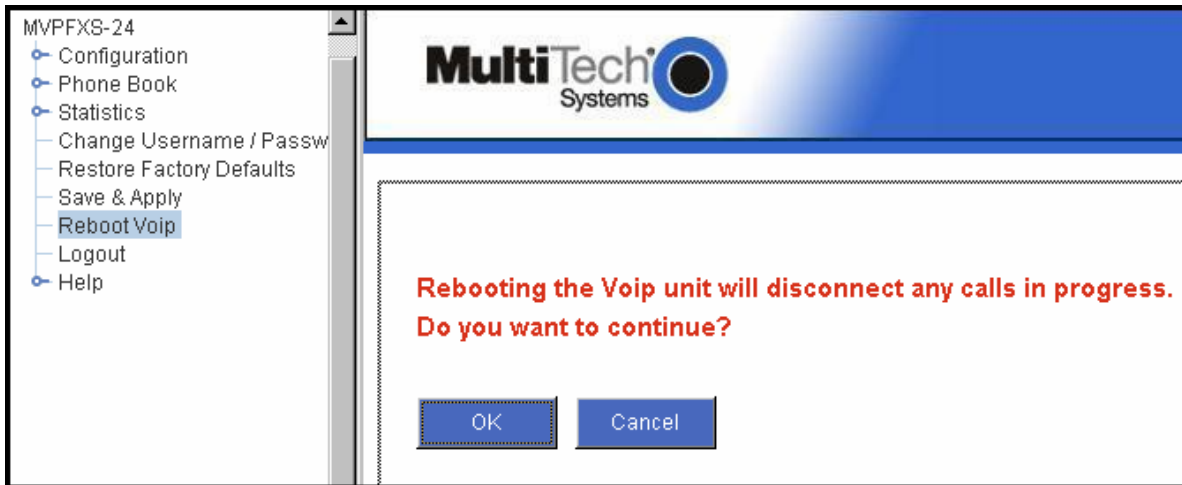 MVPFXS-24
Configuration
Phone Book
Statistics
Change Username / Passw
Restore Factory Defaults
Save & Apply
Reboot Voip
Logout
Help
MultiTech
Systems
Rebooting the Voip unit will disconnect any calls in progress.
Do you want to continue?
OK
Cancel